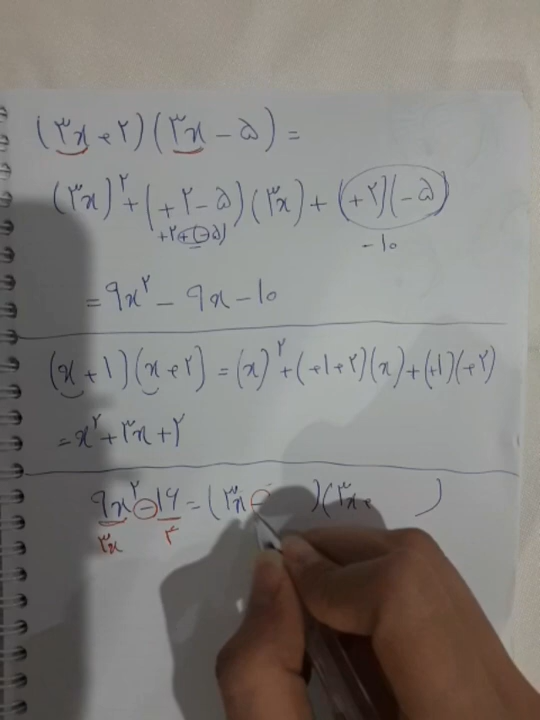 (۳x + ۲)(۳x - ۵) =
(۳x)^۲ + (+۲-۵)(۳x) + (+۲)(-۵)
+۲+(-۵)
-۱۰
= ۹x^۲ - ۹x - ۱۰
(x + ۱)(x + ۲) = (x)^۲ + (+۱+۲)(x) + (+۱)(+۲)
= x^۲ + ۳x + ۲
۹x^۲ - ۱۶ = (۳x - )(۳x + )
۳x ۴